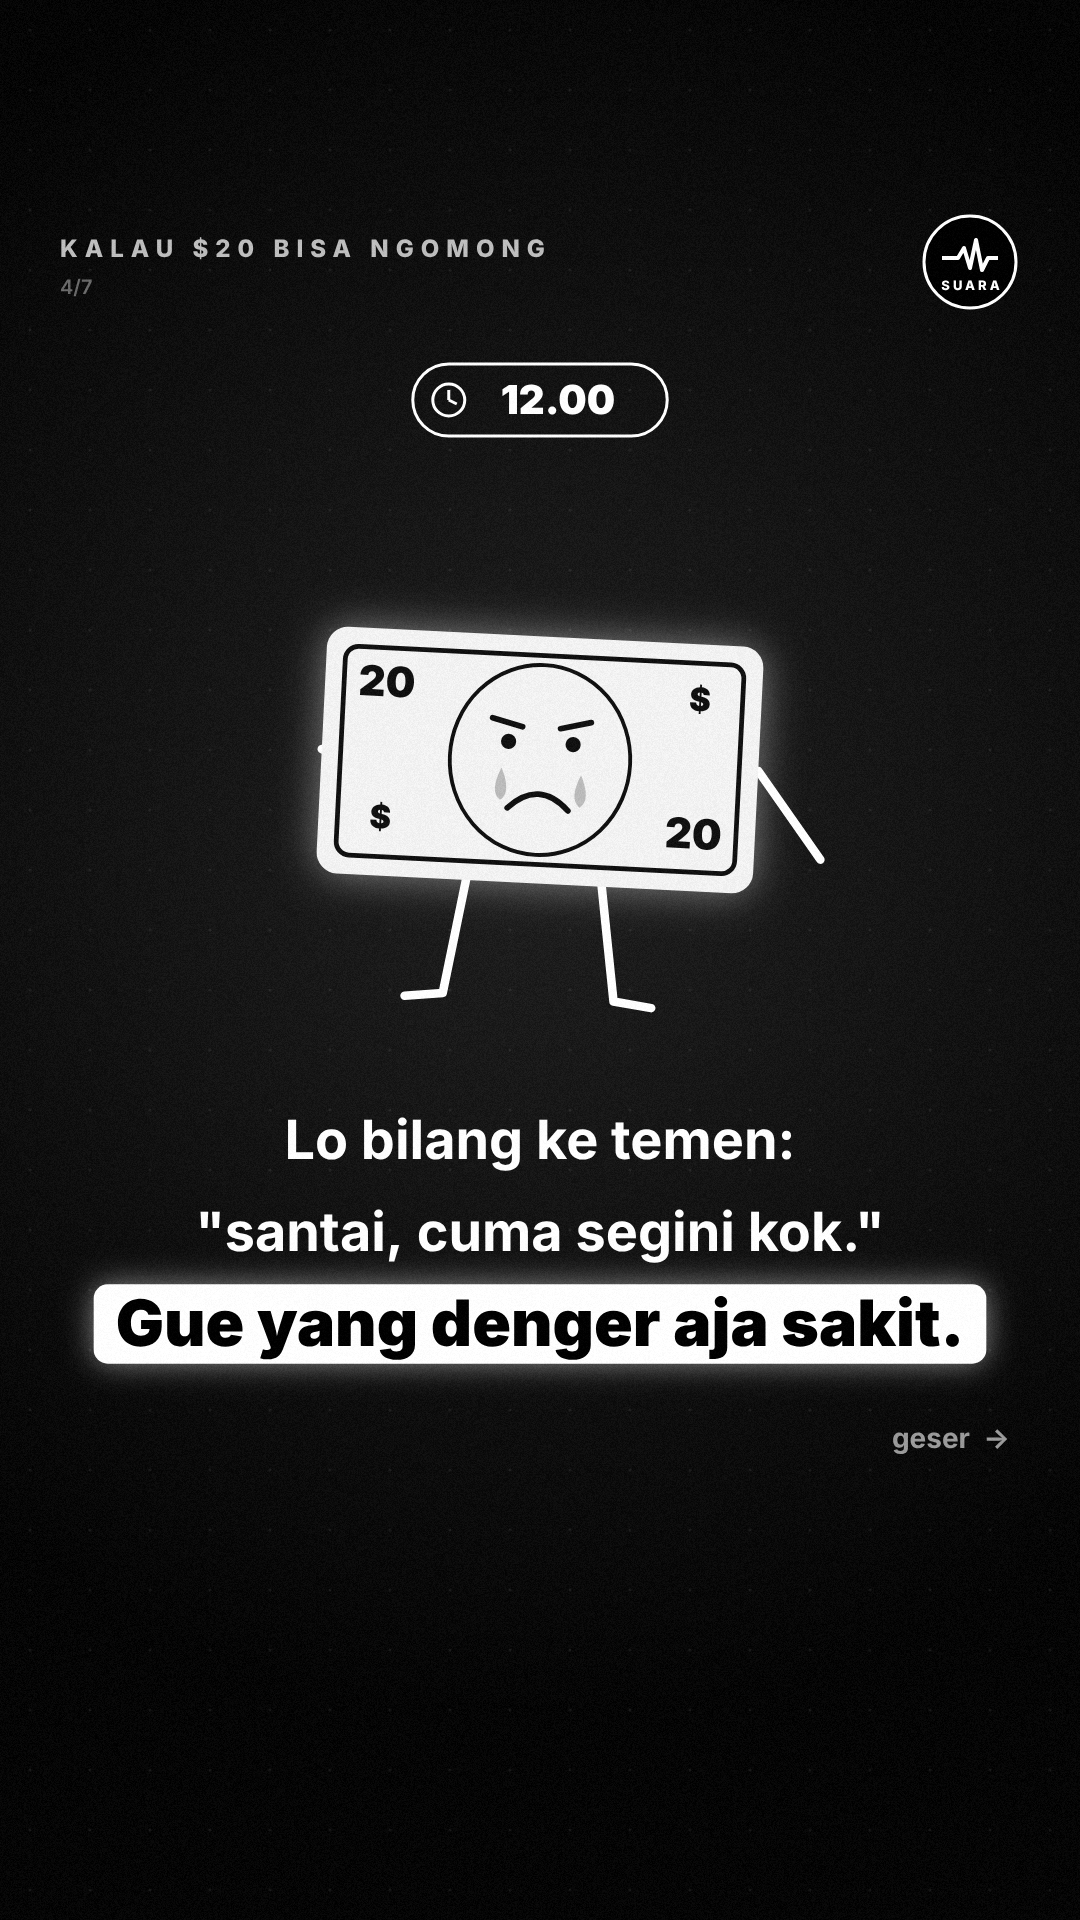 KALAU $20 BISA NGOMONG
4/7
SUARA
12.00
20
$
$
20
Lo bilang ke temen:
"santai, cuma segini kok."
Gue yang denger aja sakit.
geser →